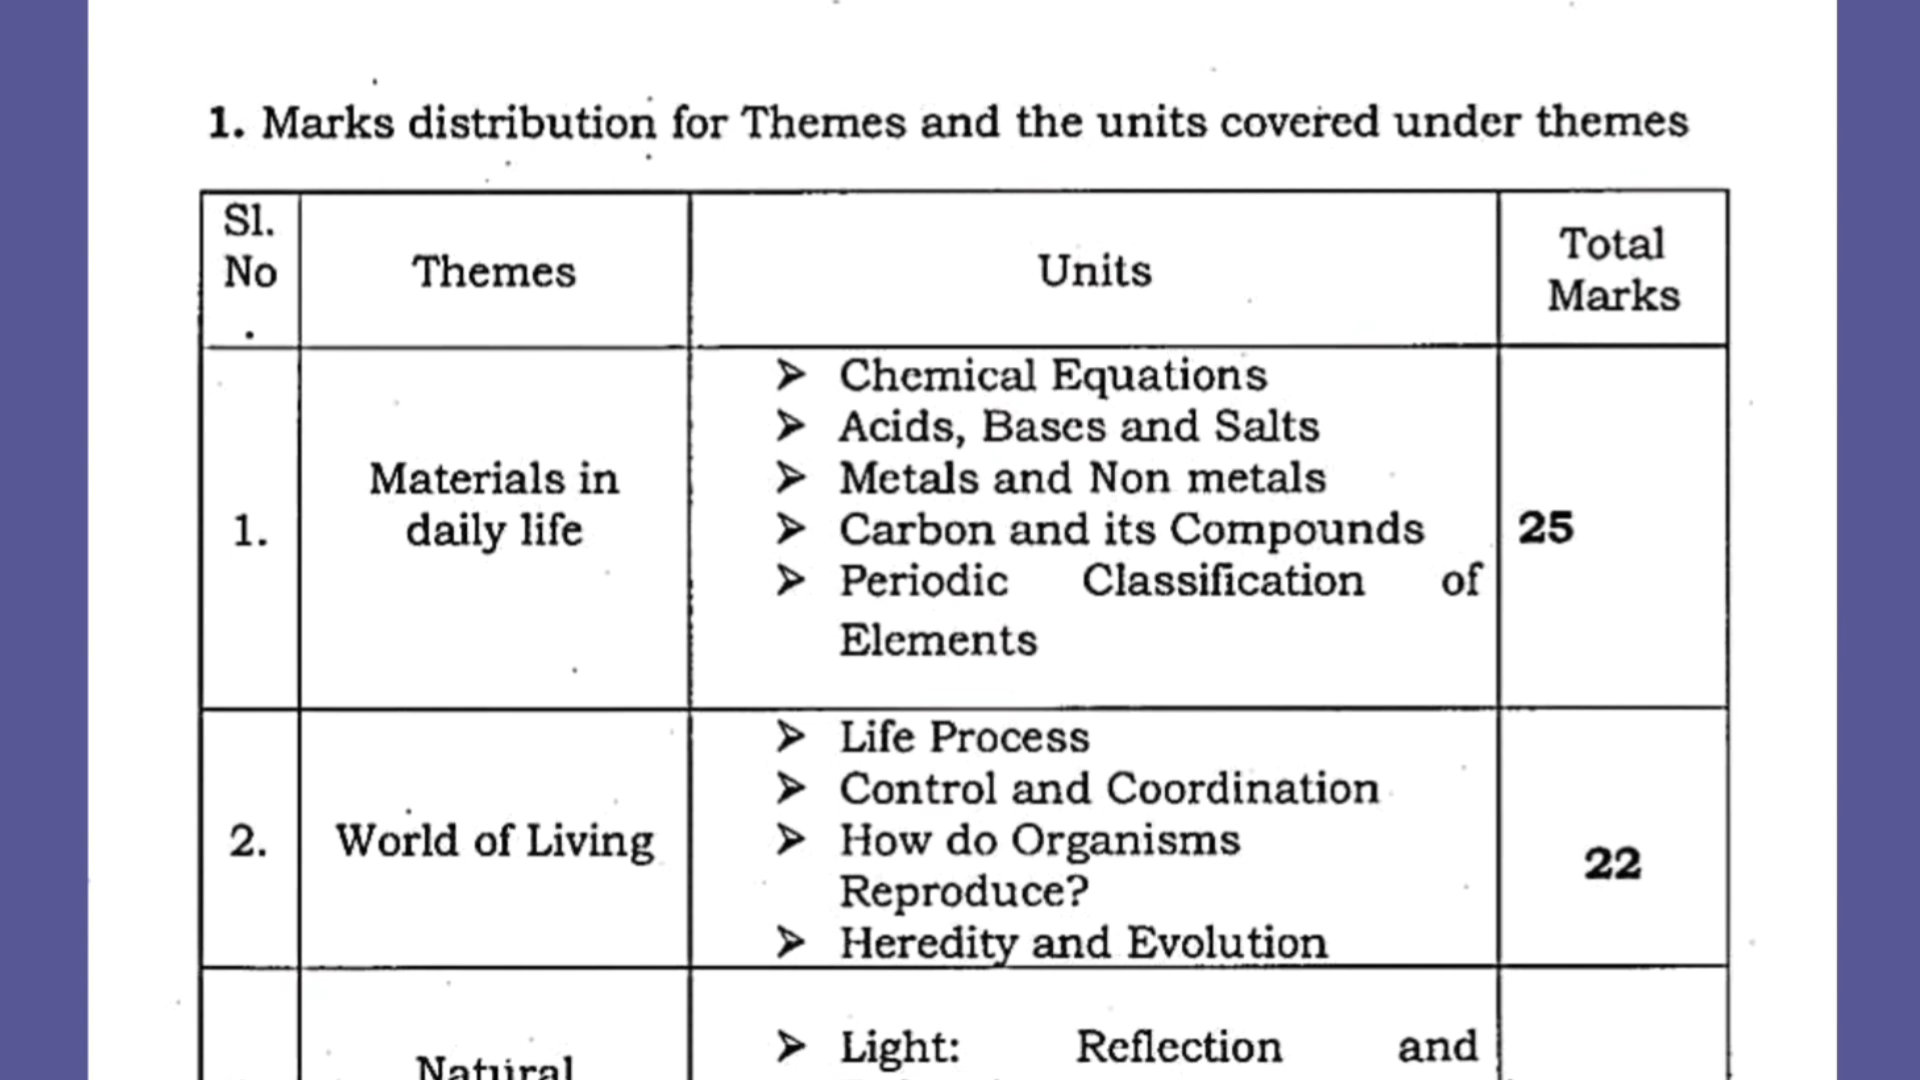 1. Marks distribution for Themes and the units covered under themes
Sl.
No
.
Themes
Units
Total
Marks
1.
Materials in
daily life
➤ Chemical Equations
➤ Acids, Bases and Salts
➤ Metals and Non metals
➤ Carbon and its Compounds
➤ Periodic Classification of
Elements
25
2.
World of Living
➤ Life Process
➤ Control and Coordination
➤ How do Organisms
Reproduce?
➤ Heredity and Evolution
22
Natural
➤ Light: Reflection and